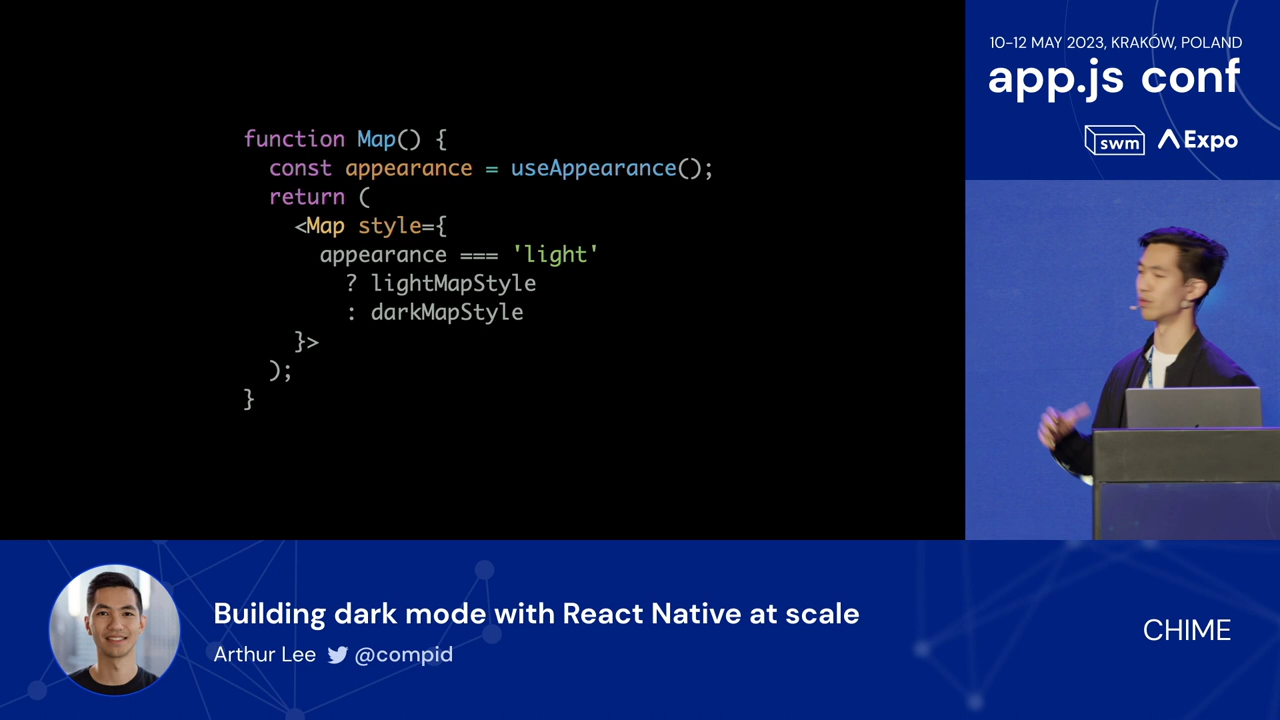 function Map() {
const appearance = useAppearance();
return (
<Map style={
appearance === 'light'
? lightMapStyle
: darkMapStyle
}>
);
}
10–12 MAY 2023, KRAKÓW, POLAND
app.js conf
swm
Expo
Building dark mode with React Native at scale
Arthur Lee @compid
CHIME